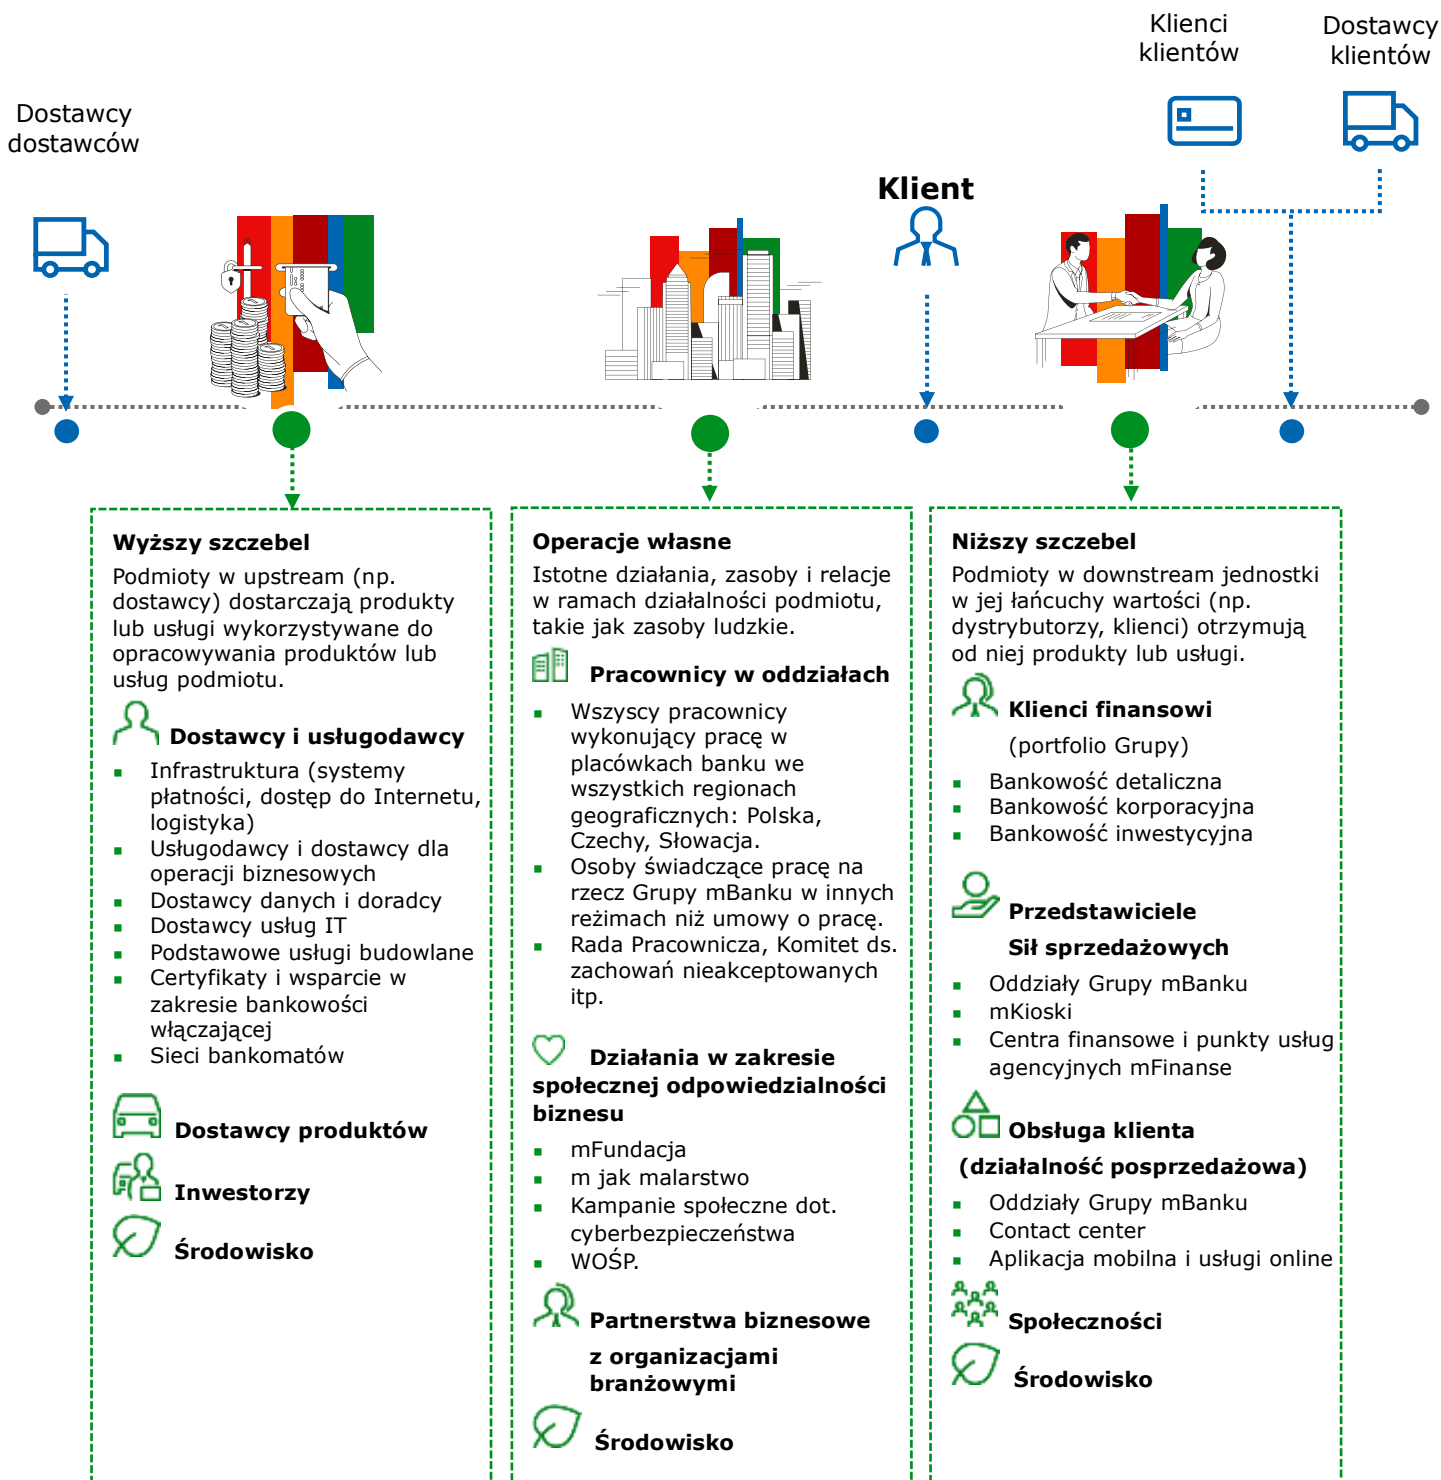 Klienci
klientów
Dostawcy
klientów
Dostawcy
dostawców
Klient
Wyższy szczebel
Podmioty w upstream (np.
dostawcy) dostarczają produkty
lub usługi wykorzystywane do
opracowywania produktów lub
usług podmiotu.
Dostawcy i usługodawcy
▪ Infrastruktura (systemy
płatności, dostęp do Internetu,
logistyka)
▪ Usługodawcy i dostawcy dla
operacji biznesowych
▪ Dostawcy danych i doradcy
▪ Dostawcy usług IT
▪ Podstawowe usługi budowlane
▪ Certyfikaty i wsparcie w
zakresie bankowości
włączającej
▪ Sieci bankomatów
Dostawcy produktów
Inwestorzy
Środowisko
Operacje własne
Istotne działania, zasoby i relacje
w ramach działalności podmiotu,
takie jak zasoby ludzkie.
Pracownicy w oddziałach
▪ Wszyscy pracownicy
wykonujący pracę w
placówkach banku we
wszystkich regionach
geograficznych: Polska,
Czechy, Słowacja.
▪ Osoby świadczące pracę na
rzecz Grupy mBanku w innych
reżimach niż umowy o pracę.
▪ Rada Pracownicza, Komitet ds.
zachowań nieakceptowanych
itp.
Działania w zakresie
społecznej odpowiedzialności
biznesu
▪ mFundacja
▪ m jak malarstwo
▪ Kampanie społeczne dot.
cyberbezpieczeństwa
▪ WOŚP.
Partnerstwa biznesowe
z organizacjami
branżowymi
Środowisko
Niższy szczebel
Podmioty w downstream jednostki
w jej łańcuchy wartości (np.
dystrybutorzy, klienci) otrzymują
od niej produkty lub usługi.
Klienci finansowi
(portfolio Grupy)
▪ Bankowość detaliczna
▪ Bankowość korporacyjna
▪ Bankowość inwestycyjna
Przedstawiciele
Sił sprzedażowych
▪ Oddziały Grupy mBanku
▪ mKioski
▪ Centra finansowe i punkty usług
agencyjnych mFinanse
Obsługa klienta
(działalność posprzedażowa)
▪ Oddziały Grupy mBanku
▪ Contact center
▪ Aplikacja mobilna i usługi online
Społeczności
Środowisko